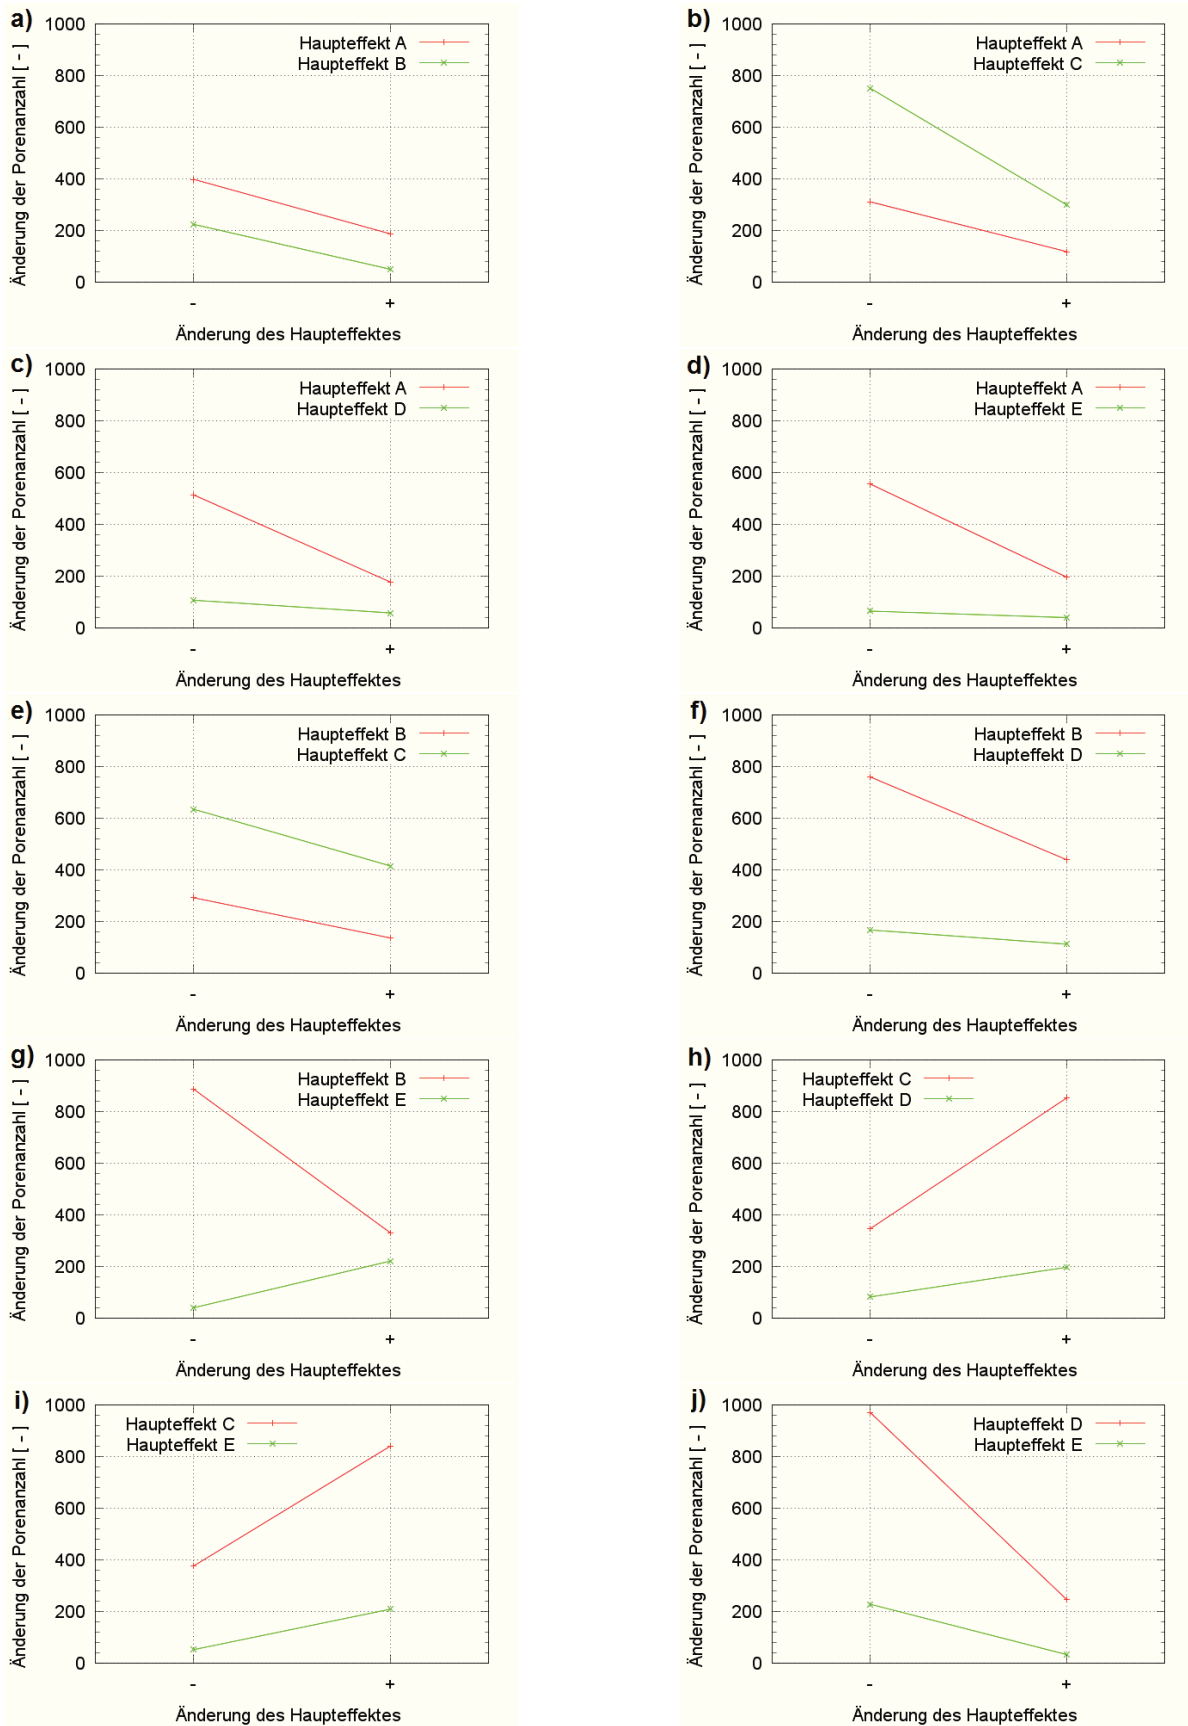 a)
Änderung der Porenanzahl [ - ]
1000
800
600
400
200
0
Haupteffekt A
Haupteffekt B
- +
Änderung des Haupteffektes
b)
Änderung der Porenanzahl [ - ]
1000
800
600
400
200
0
Haupteffekt A
Haupteffekt C
- +
Änderung des Haupteffektes
c)
Änderung der Porenanzahl [ - ]
1000
800
600
400
200
0
Haupteffekt A
Haupteffekt D
- +
Änderung des Haupteffektes
d)
Änderung der Porenanzahl [ - ]
1000
800
600
400
200
0
Haupteffekt A
Haupteffekt E
- +
Änderung des Haupteffektes
e)
Änderung der Porenanzahl [ - ]
1000
800
600
400
200
0
Haupteffekt B
Haupteffekt C
- +
Änderung des Haupteffektes
f)
Änderung der Porenanzahl [ - ]
1000
800
600
400
200
0
Haupteffekt B
Haupteffekt D
- +
Änderung des Haupteffektes
g)
Änderung der Porenanzahl [ - ]
1000
800
600
400
200
0
Haupteffekt B
Haupteffekt E
- +
Änderung des Haupteffektes
h)
Änderung der Porenanzahl [ - ]
1000
800
600
400
200
0
Haupteffekt C
Haupteffekt D
- +
Änderung des Haupteffektes
i)
Änderung der Porenanzahl [ - ]
1000
800
600
400
200
0
Haupteffekt C
Haupteffekt E
- +
Änderung des Haupteffektes
j)
Änderung der Porenanzahl [ - ]
1000
800
600
400
200
0
Haupteffekt D
Haupteffekt E
- +
Änderung des Haupteffektes